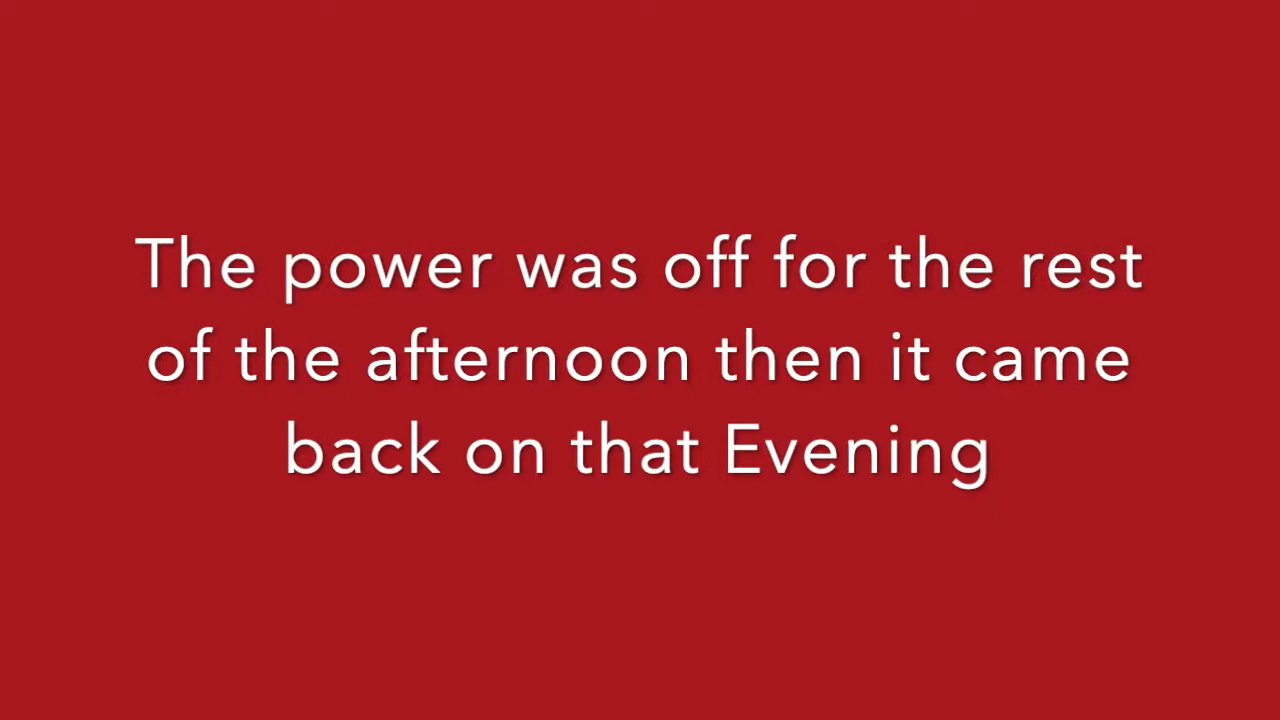 The power was off for the rest
of the afternoon then it came
back on that Evening